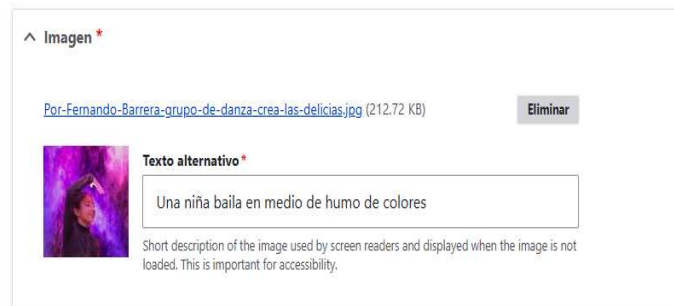 Imagen *
Por-Fernando-Barrera-grupo-de-danza-crea-las-delicias.jpg (212.72 KB)
Eliminar
Texto alternativo *
Una niña baila en medio de humo de colores
Short description of the image used by screen readers and displayed when the image is not
loaded. This is important for accessibility.